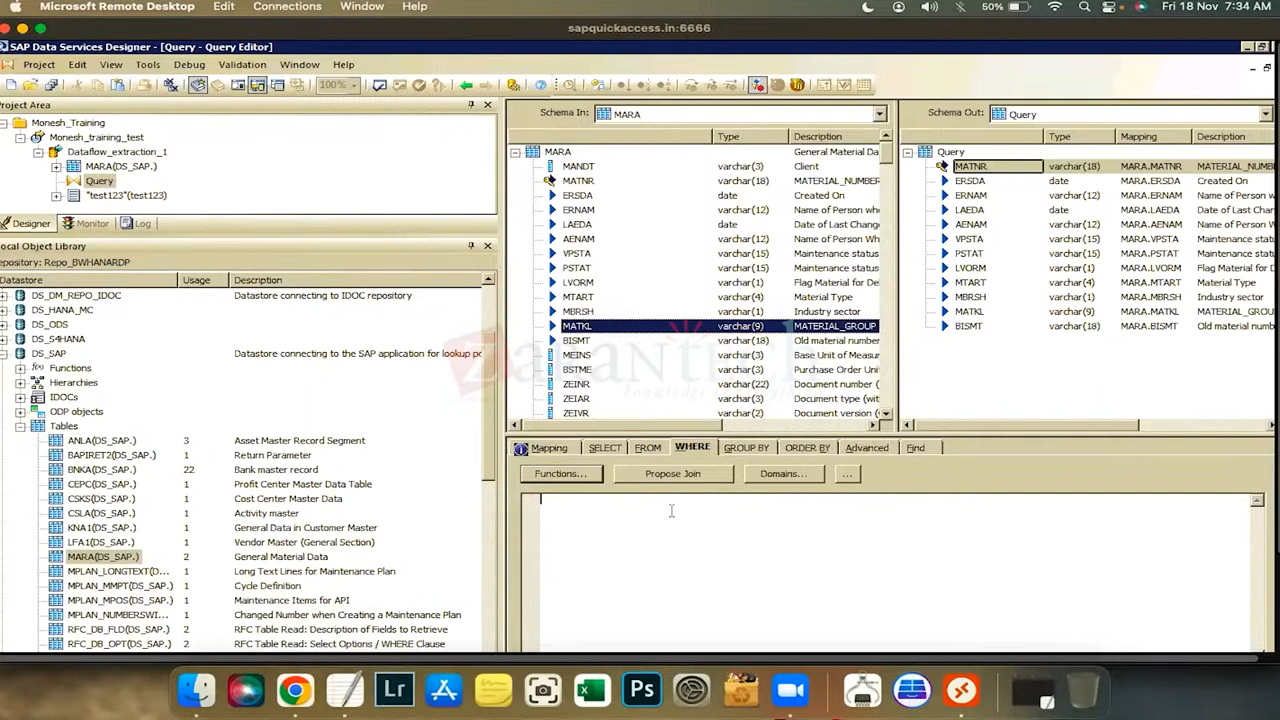 Microsoft Remote Desktop Edit Connections Window Help 50% Fri 18 Nov 7:34 AM
sapquickaccess.in:6666
SAP Data Services Designer - [Query - Query Editor]
Project Edit View Tools Debug Validation Window Help
100%
Project Area
Monesh_Training
Monesh_training_test
Dataflow_extraction_1
MARA(DS_SAP.)
Query
"test123"(test123)
Designer Monitor Log
ocal Object Library
epository: Repo_BWHANARDP
Datastore Usage Description
DS_DM_REPO_IDOC Datastore connecting to IDOC repository
DS_HANA_MC
DS_ODS
DS_S4HANA
DS_SAP Datastore connecting to the SAP application for lookup po
Functions
Hierarchies
IDOCs
ODP objects
Tables
ANLA(DS_SAP.) 3 Asset Master Record Segment
BAPIRET2(DS_SAP.) 1 Return Parameter
BNKA(DS_SAP.) 22 Bank master record
CEPC(DS_SAP.) 1 Profit Center Master Data Table
CSKS(DS_SAP.) 1 Cost Center Master Data
CSLA(DS_SAP.) 1 Activity master
KNA1(DS_SAP.) 1 General Data in Customer Master
LFA1(DS_SAP.) 1 Vendor Master (General Section)
MARA(DS_SAP.) 2 General Material Data
MPLAN_LONGTEXT(D... 1 Long Text Lines for Maintenance Plan
MPLAN_MMPT(DS_SAP.) 1 Cycle Definition
MPLAN_MPOS(DS_SAP.) 1 Maintenance Items for API
MPLAN_NUMBERSWI... 1 Changed Number when Creating a Maintenance Plan
RFC_DB_FLD(DS_SAP.) 2 RFC Table Read: Description of Fields to Retrieve
RFC_DB_OPT(DS_SAP.) 2 RFC Table Read: Select Options / WHERE Clause
Schema In: MARA
Type Description
MARA General Material Da
MANDT varchar(3) Client
MATNR varchar(18) MATERIAL_NUMBER
ERSDA date Created On
ERNAM varchar(12) Name of Person wh
LAEDA date Date of Last Chang
AENAM varchar(12) Name of Person wh
VPSTA varchar(15) Maintenance status
PSTAT varchar(15) Maintenance status
LVORM varchar(1) Flag Material for De
MTART varchar(4) Material Type
MBRSH varchar(1) Industry sector
MATKL varchar(9) MATERIAL_GROUP
BISMT varchar(18) Old material number
MEINS varchar(3) Base Unit of Measur
BSTME varchar(3) Purchase Order Unit
ZEINR varchar(22) Document number (
ZEIAR varchar(3) Document type (wit
ZEIVR varchar(2) Document version (
Schema Out: Query
Type Mapping Description
Query
MATNR varchar(18) MARA.MATNR MATERIAL_NUMB
ERSDA date MARA.ERSDA Created On
ERNAM varchar(12) MARA.ERNAM Name of Person
LAEDA date MARA.LAEDA Date of Last Char
AENAM varchar(12) MARA.AENAM Name of Person
VPSTA varchar(15) MARA.VPSTA Maintenance stat
PSTAT varchar(15) MARA.PSTAT Maintenance stat
LVORM varchar(1) MARA.LVORM Flag Material for
MTART varchar(4) MARA.MTART Material Type
MBRSH varchar(1) MARA.MBRSH Industry sector
MATKL varchar(9) MARA.MATKL MATERIAL_GROU
BISMT varchar(18) MARA.BISMT Old material numb
Mapping SELECT FROM WHERE GROUP BY ORDER BY Advanced Find
Functions... Propose Join Domains... ...
Lr Ps